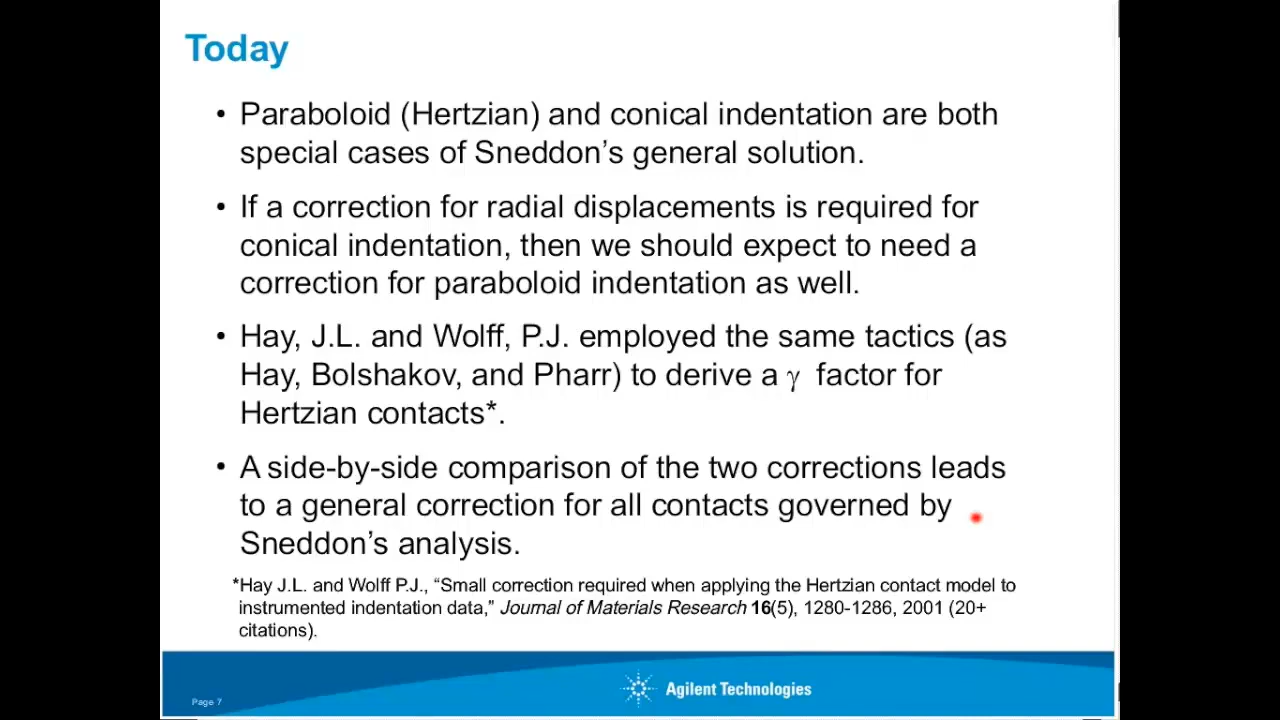 Today
• Paraboloid (Hertzian) and conical indentation are both
special cases of Sneddon’s general solution.
• If a correction for radial displacements is required for
conical indentation, then we should expect to need a
correction for paraboloid indentation as well.
• Hay, J.L. and Wolff, P.J. employed the same tactics (as
Hay, Bolshakov, and Pharr) to derive a γ factor for
Hertzian contacts*.
• A side-by-side comparison of the two corrections leads
to a general correction for all contacts governed by
Sneddon’s analysis.
*Hay J.L. and Wolff P.J., “Small correction required when applying the Hertzian contact model to
instrumented indentation data,” Journal of Materials Research 16(5), 1280-1286, 2001 (20+
citations).
Page 7
Agilent Technologies